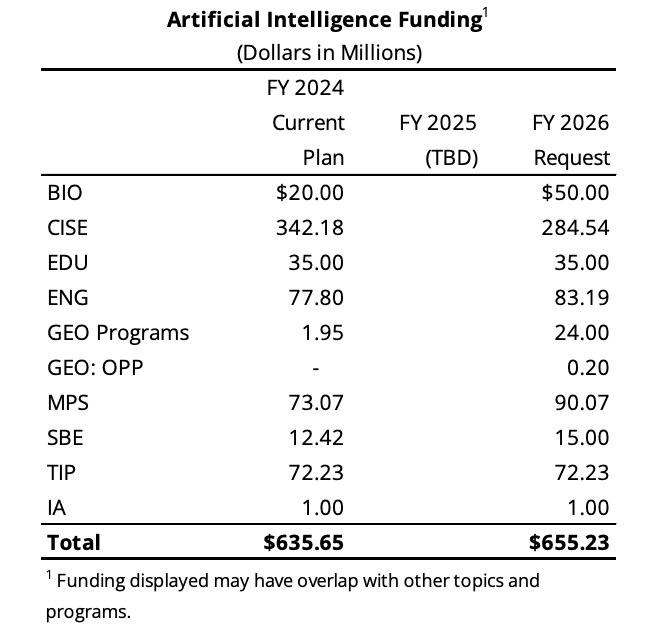 Artificial Intelligence Funding1
(Dollars in Millions)
FY 2024
Current FY 2025 FY 2026
Plan (TBD) Request
BIO $20.00 $50.00
CISE 342.18 284.54
EDU 35.00 35.00
ENG 77.80 83.19
GEO Programs 1.95 24.00
GEO: OPP - 0.20
MPS 73.07 90.07
SBE 12.42 15.00
TIP 72.23 72.23
IA 1.00 1.00
Total $635.65 $655.23
1 Funding displayed may have overlap with other topics and
programs.